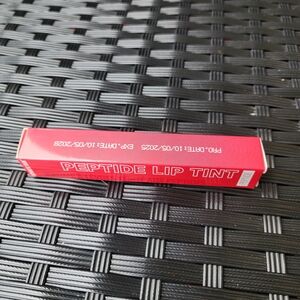 PRO.DATE:10/05/2025 EXP.DATE:10/05/2028
PEPTIDE LIP TINT